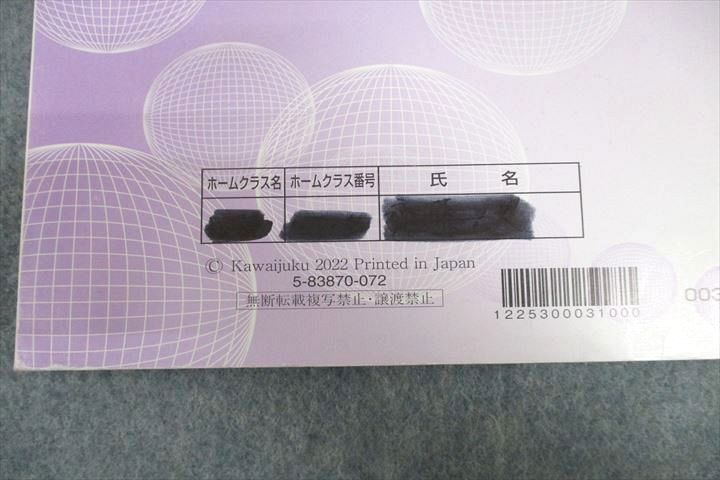 ホームクラス名 ホームクラス番号 氏 名
© Kawaijuku 2022 Printed in Japan
5-83870-072
無断転載複写禁止・譲渡禁止
1225300031000
003